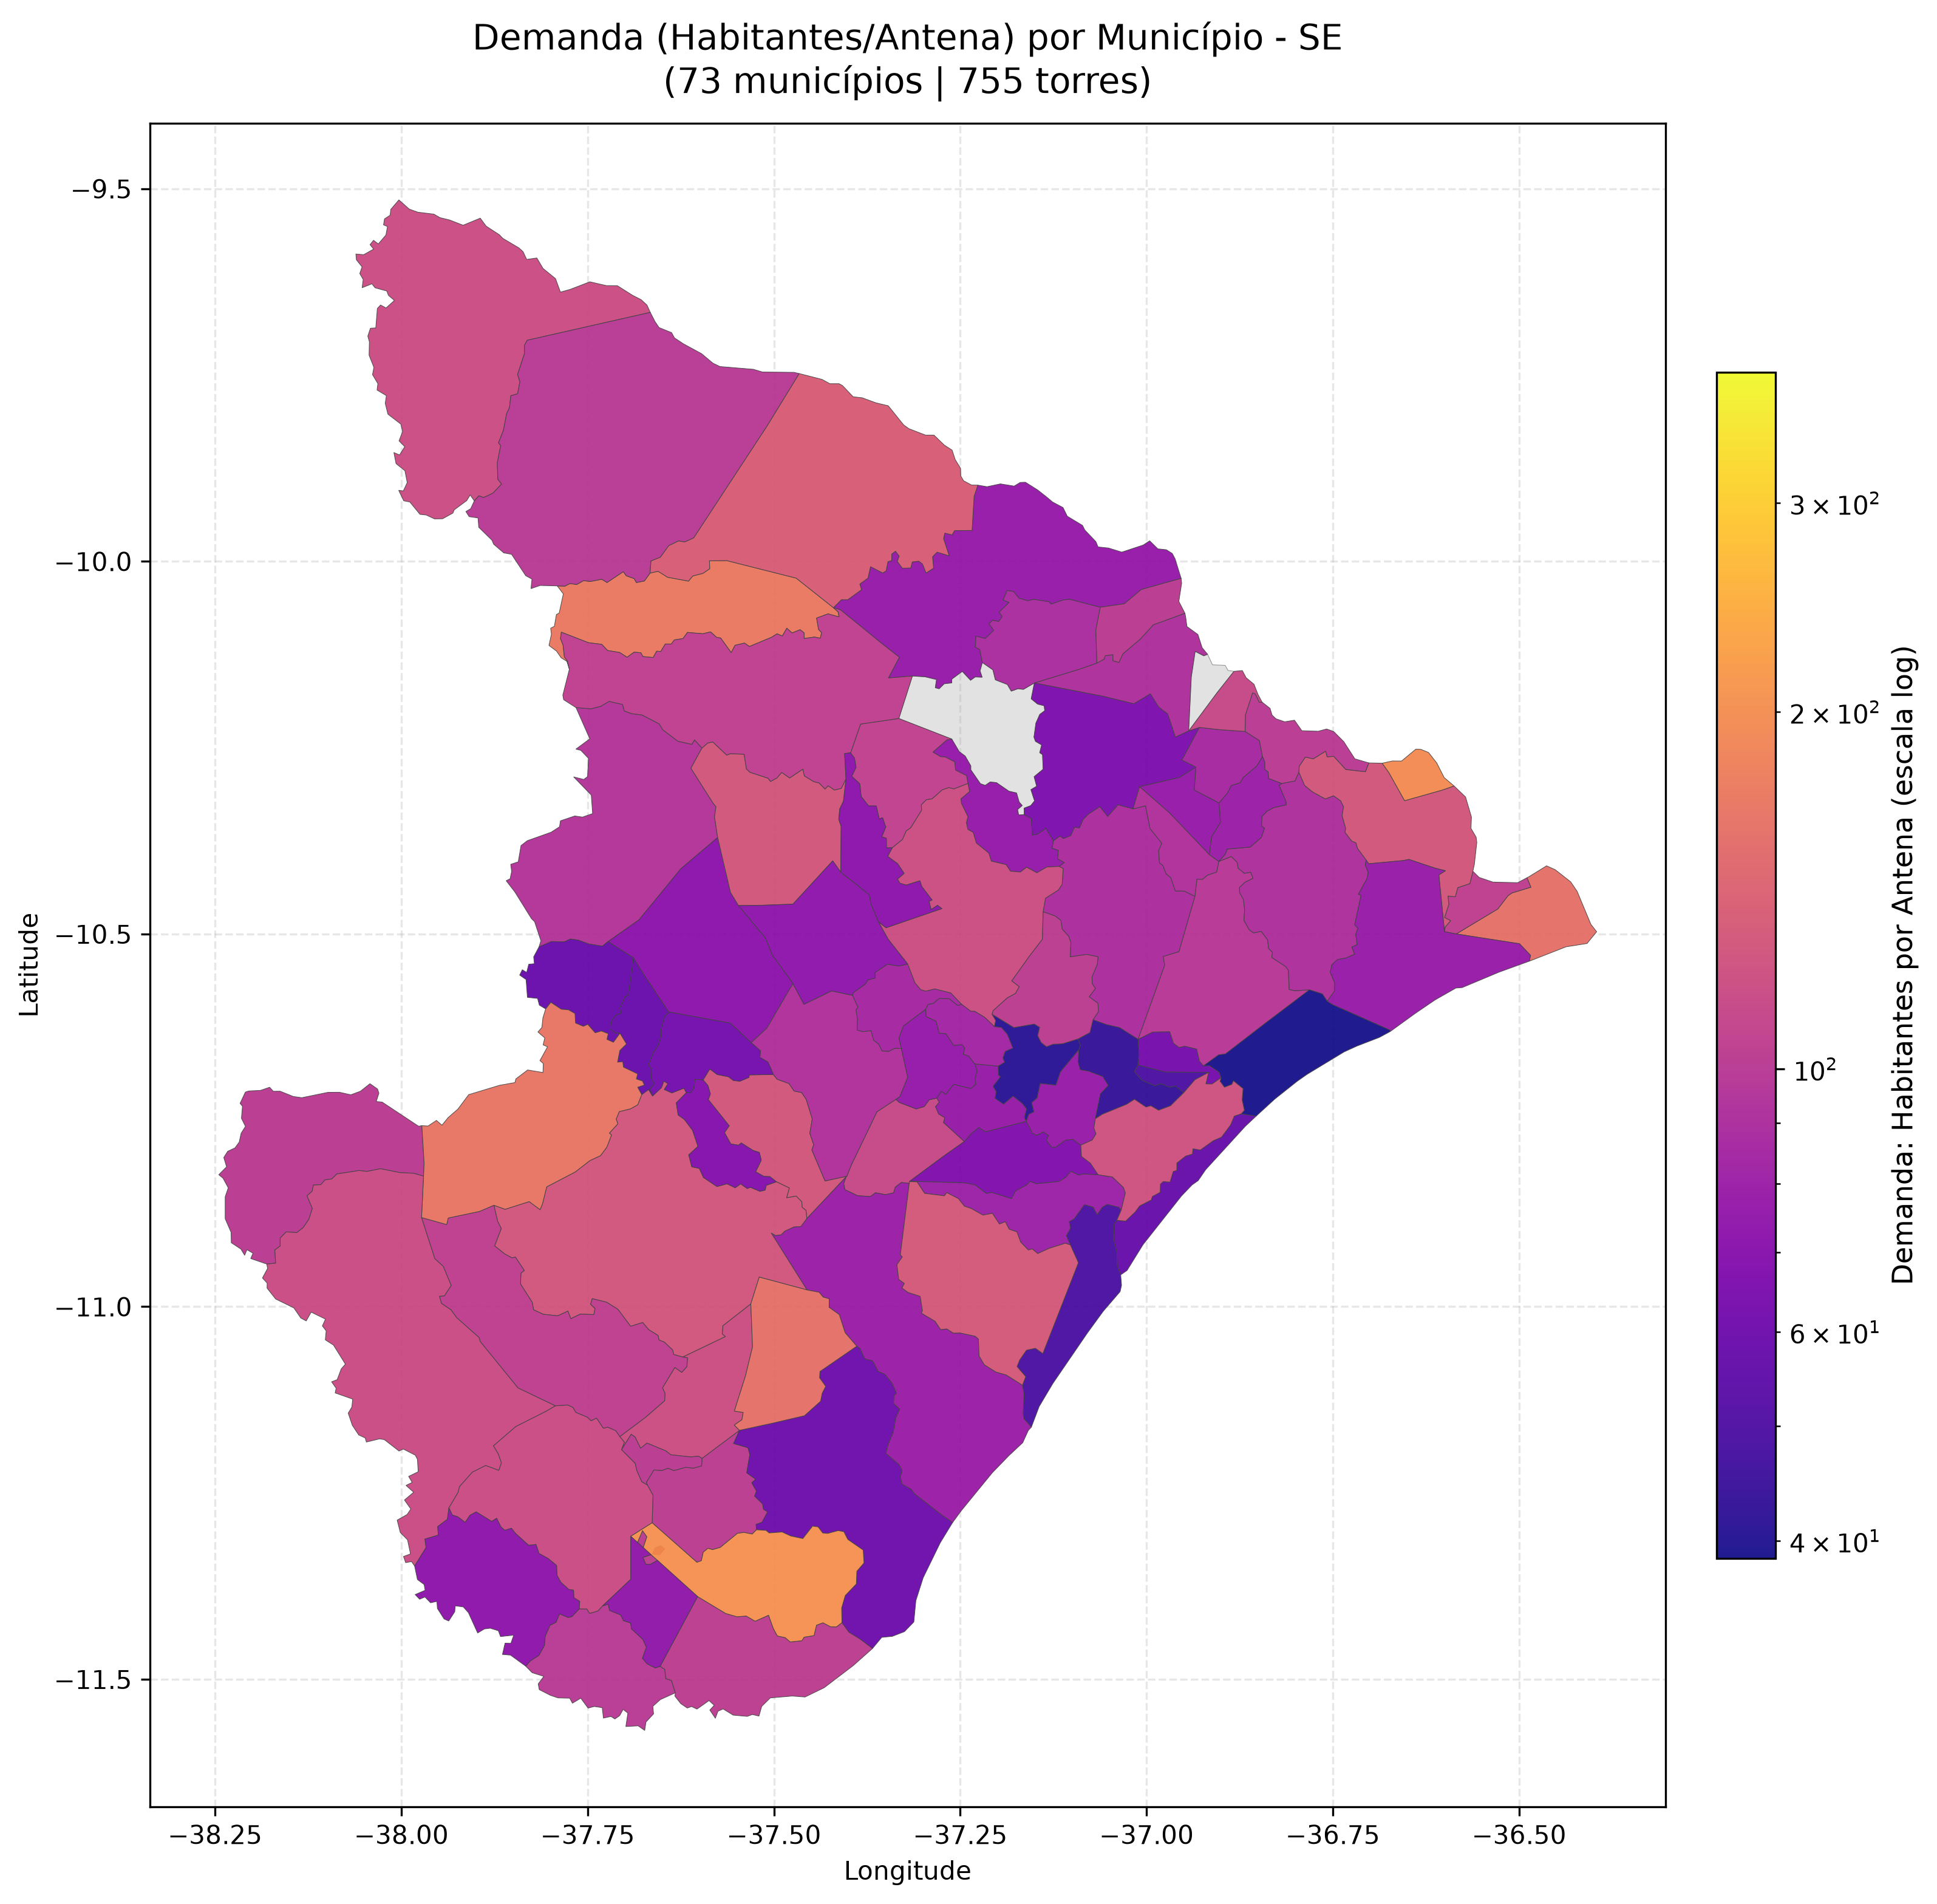 Demanda (Habitantes/Antena) por Município - SE
(73 municípios | 755 torres)
−9.5
−10.0
−10.5
−11.0
−11.5
Latitude
−38.25
−38.00
−37.75
−37.50
−37.25
−37.00
−36.75
−36.50
Longitude
3 × 10²
2 × 10²
10²
6 × 10¹
4 × 10¹
Demanda: Habitantes por Antena (escala log)